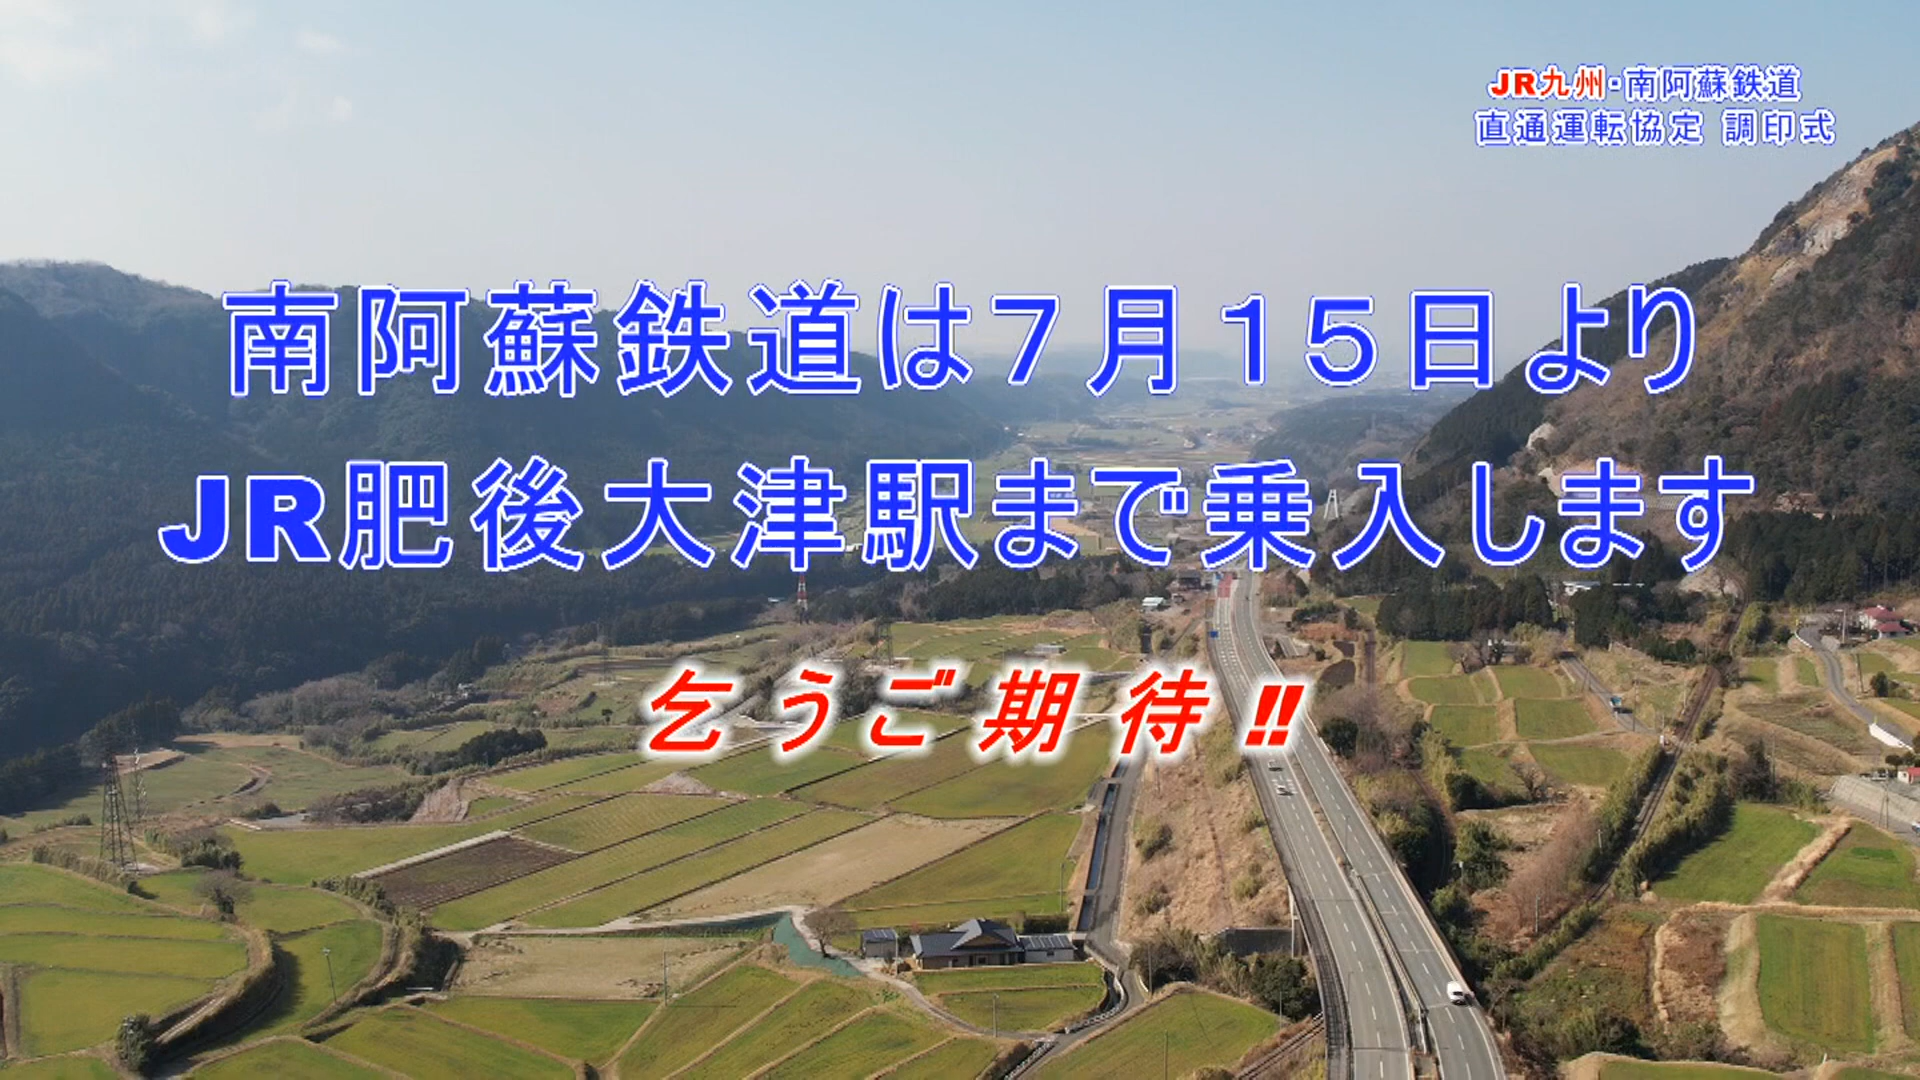 JR九州・南阿蘇鉄道
直通運転協定 調印式
南阿蘇鉄道は7月15日より
JR肥後大津駅まで乗入します
乞うご期待!!